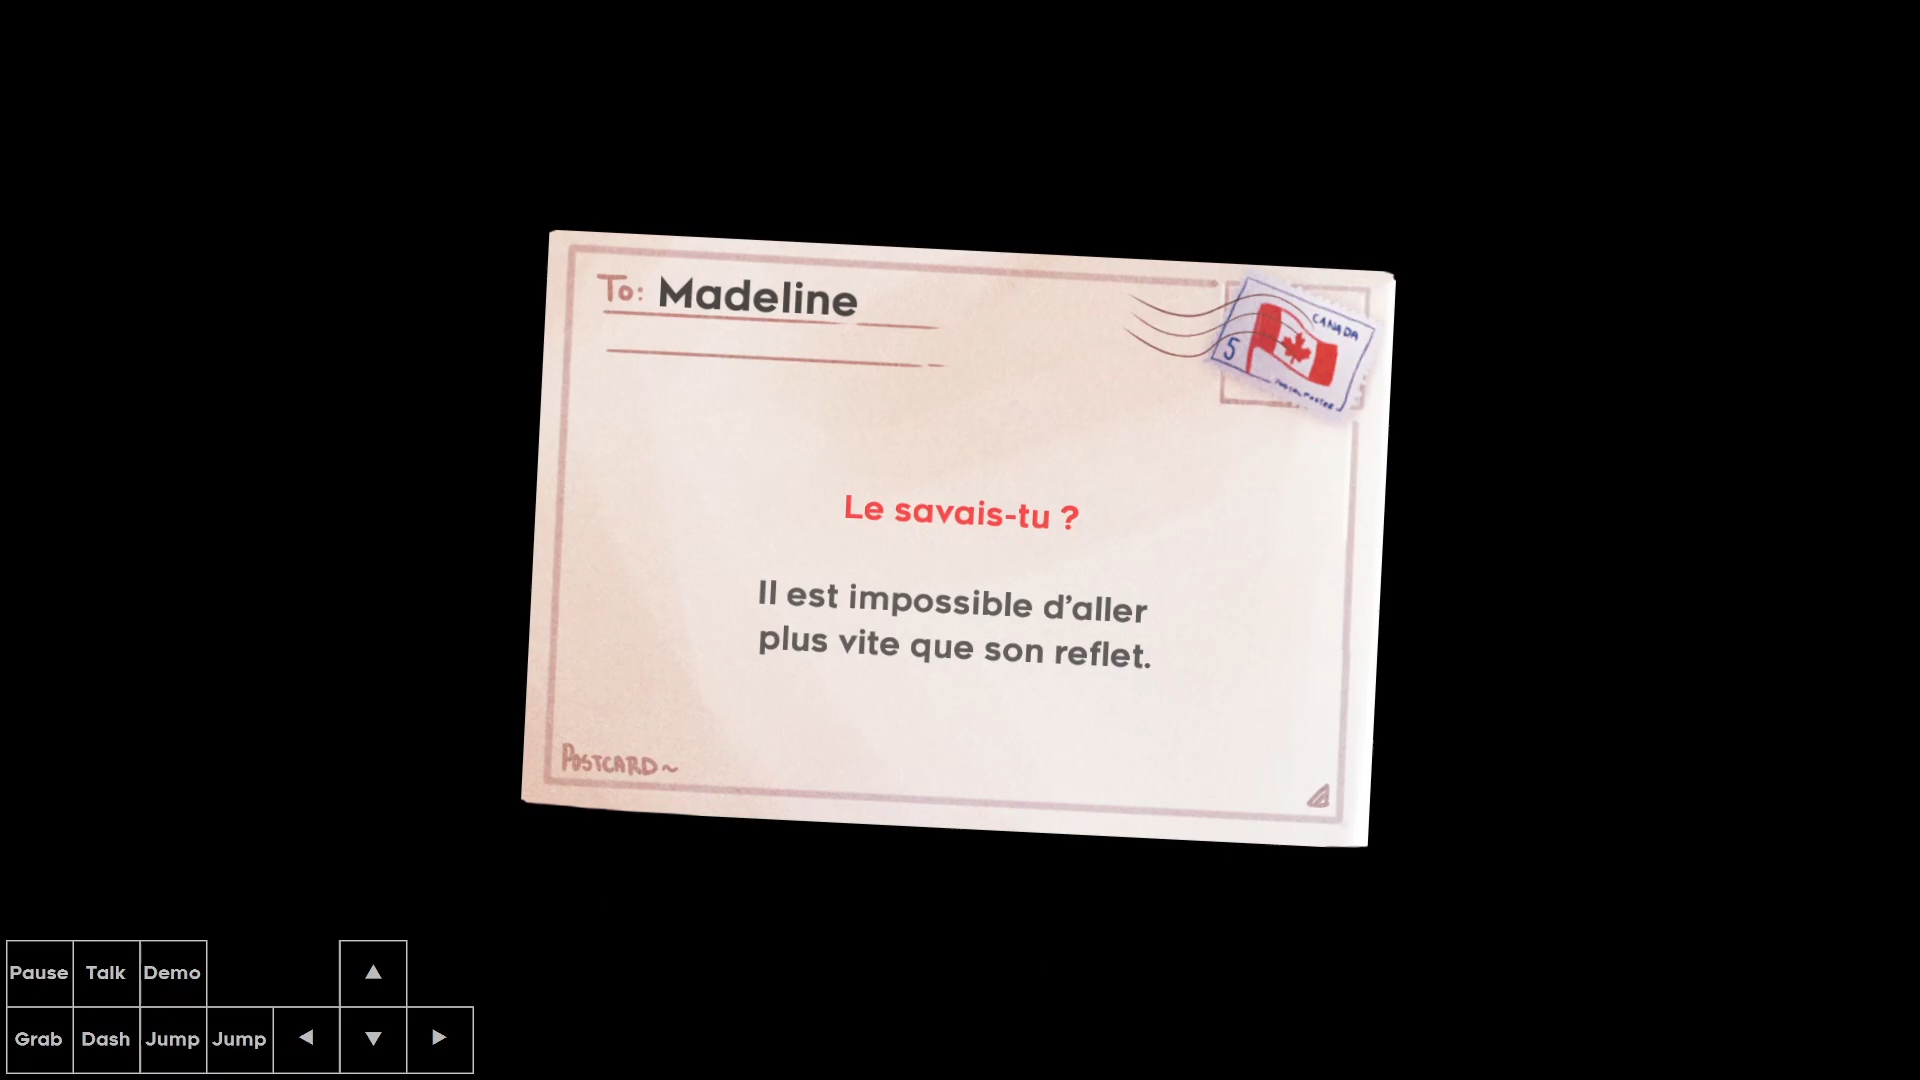 To: Madeline
CANADA
5
Le savais-tu ?
Il est impossible d’aller
plus vite que son reflet.
POSTCARD~
Pause Talk Demo ▲
Grab Dash Jump Jump ◀ ▼ ▶